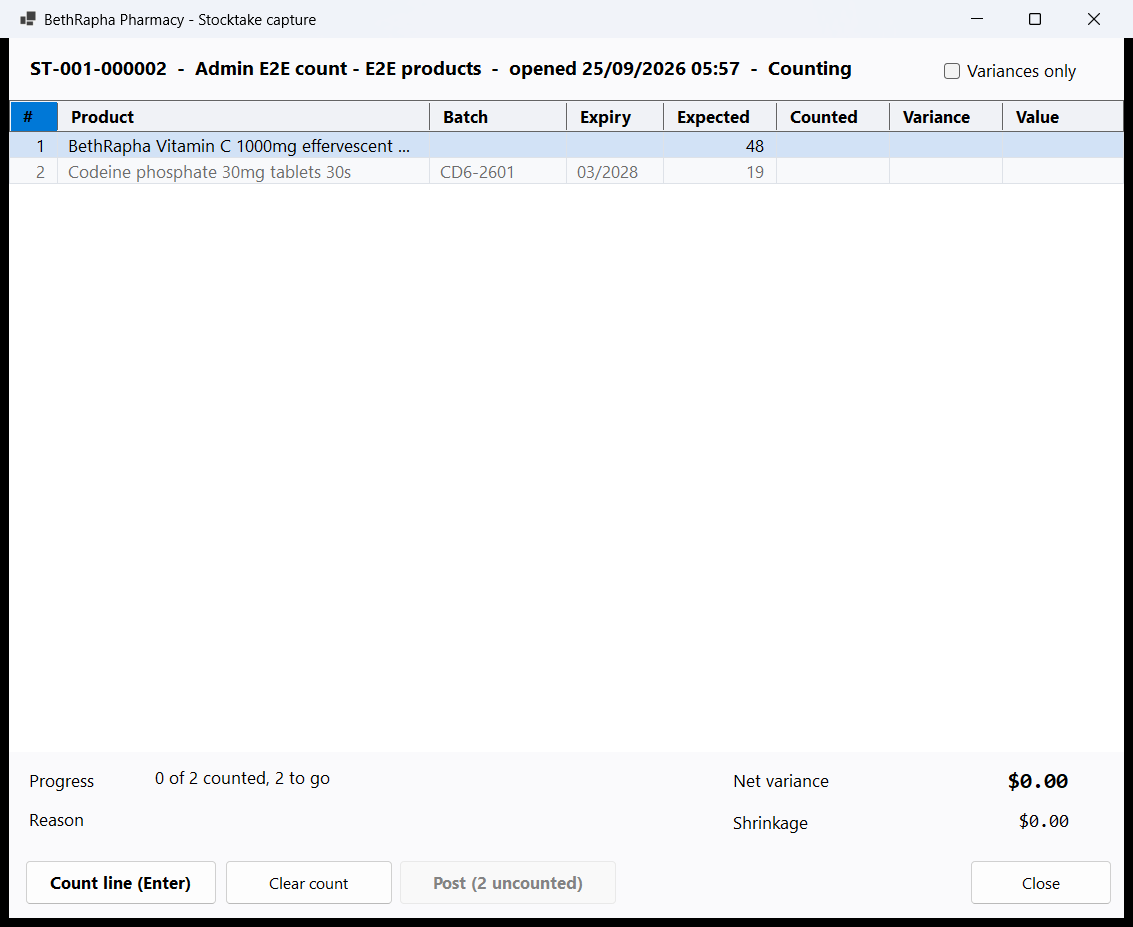 BethRapha Pharmacy - Stocktake capture
ST-001-000002 - Admin E2E count - E2E products - opened 25/09/2026 05:57 - Counting
Variances only
# Product Batch Expiry Expected Counted Variance Value
1 BethRapha Vitamin C 1000mg effervescent ... 48
2 Codeine phosphate 30mg tablets 30s CD6-2601 03/2028 19
Progress 0 of 2 counted, 2 to go Net variance $0.00
Reason Shrinkage $0.00
Count line (Enter) Clear count Post (2 uncounted) Close